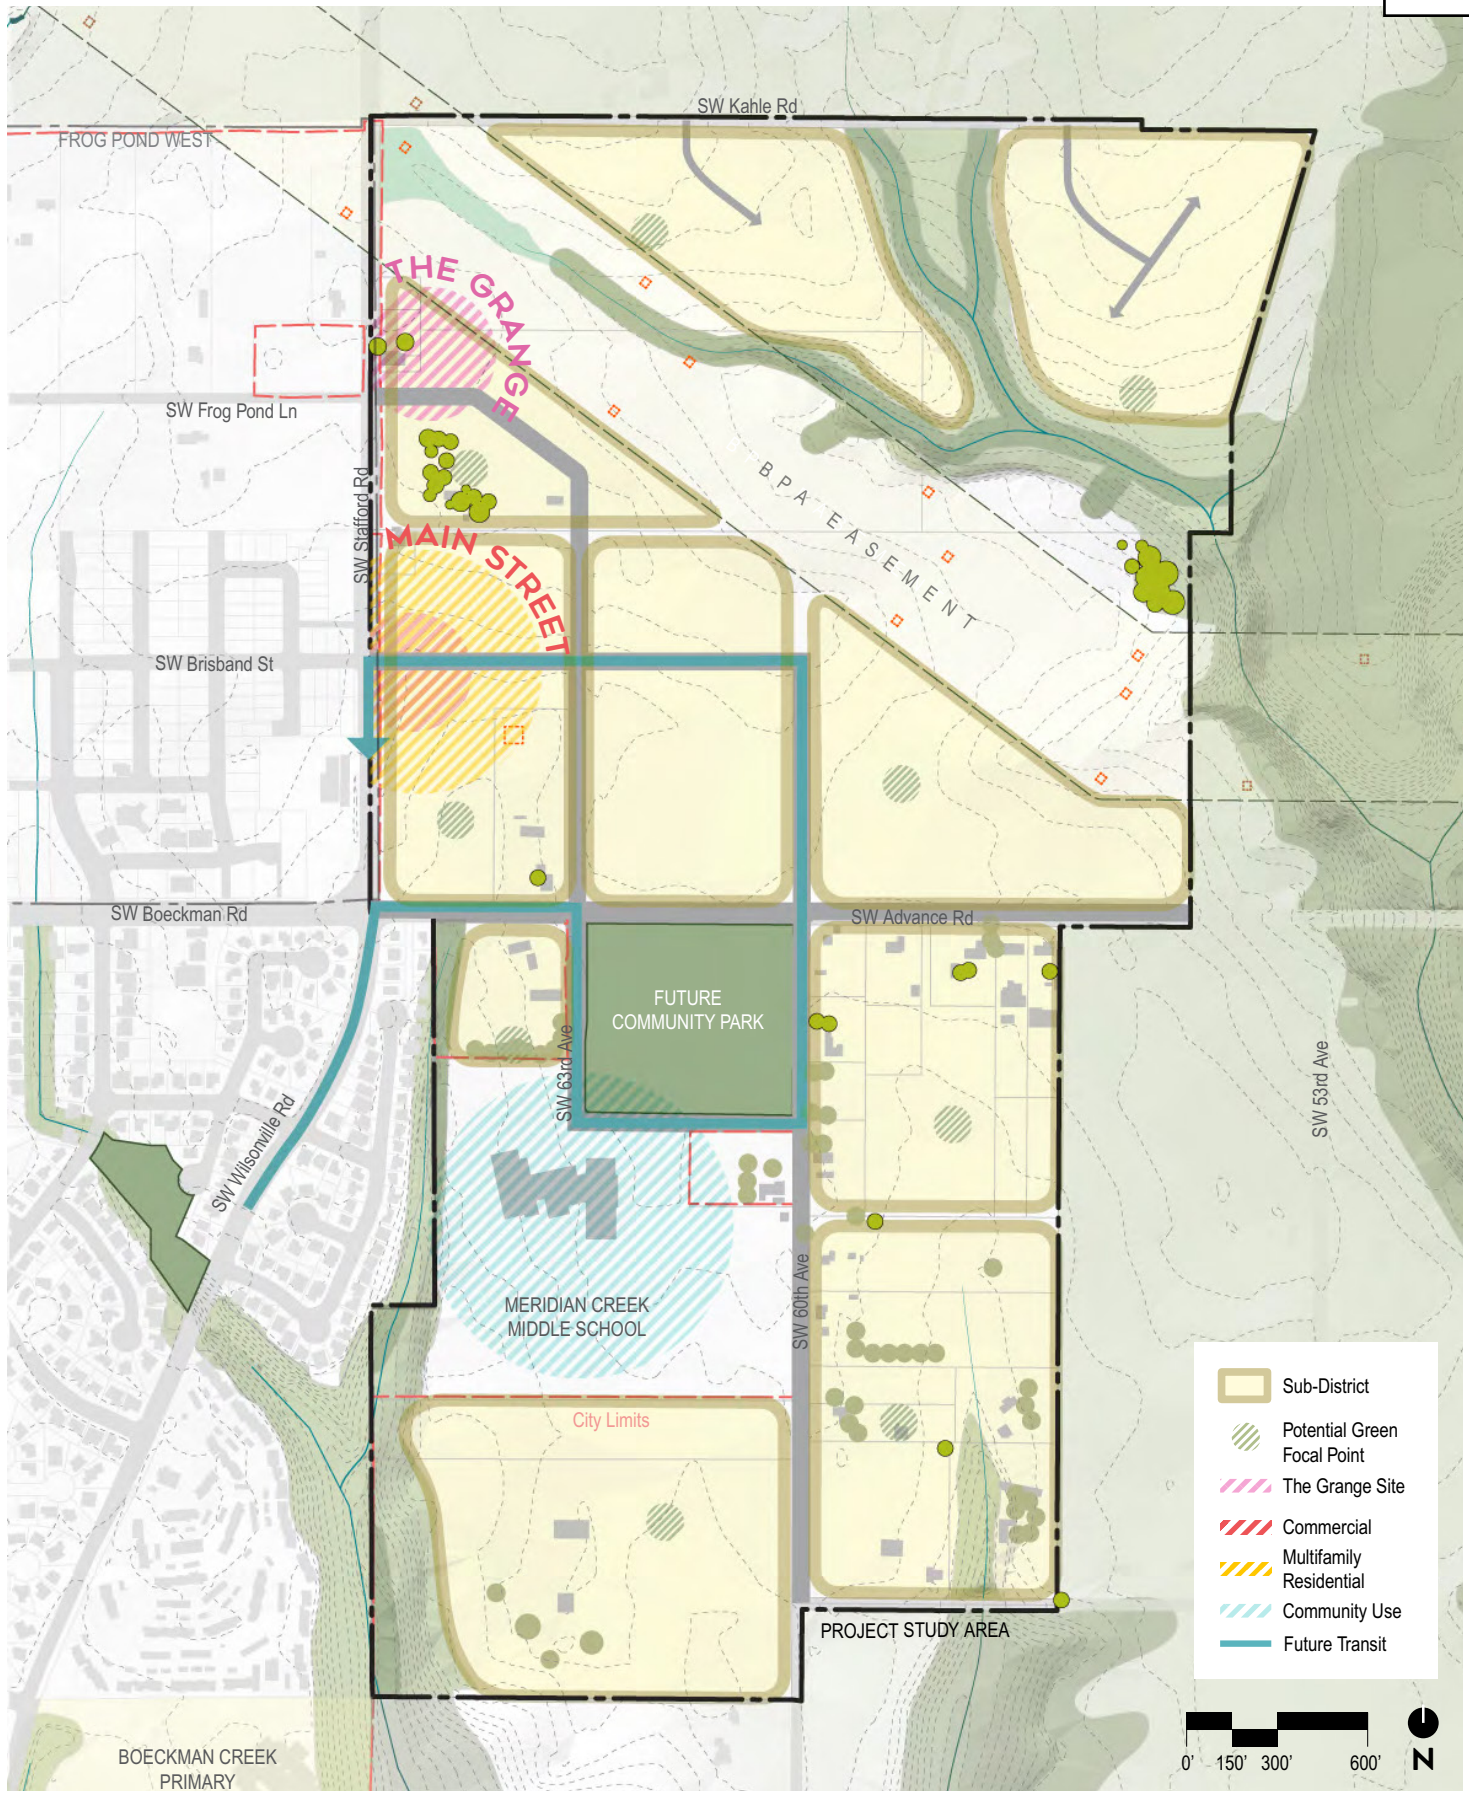 SW Kahle Rd
FROG POND WEST
THE GRANGE
SW Frog Pond Ln
SW Stafford Rd
BPA EASEMENT
MAIN STREET
SW Brisband St
SW Boeckman Rd
SW Advance Rd
FUTURE
COMMUNITY PARK
SW 63rd Ave
SW 53rd Ave
SW Wilsonville Rd
SW 60th Ave
MERIDIAN CREEK
MIDDLE SCHOOL
City Limits
PROJECT STUDY AREA
BOECKMAN CREEK
PRIMARY
Sub-District
Potential Green
Focal Point
The Grange Site
Commercial
Multifamily
Residential
Community Use
Future Transit
0' 150' 300' 600'
N